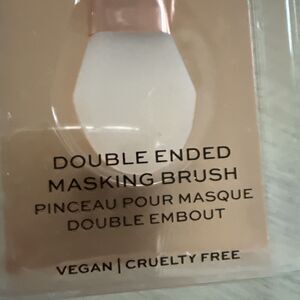 DOUBLE ENDED
MASKING BRUSH
PINCEAU POUR MASQUE
DOUBLE EMBOUT
VEGAN | CRUELTY FREE